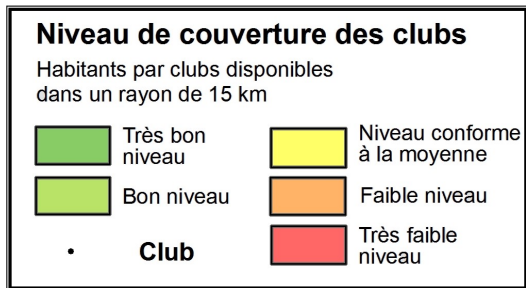 Niveau de couverture des clubs
Habitants par clubs disponibles
dans un rayon de 15 km
Très bon
niveau
Bon niveau
Club
Niveau conforme
à la moyenne
Faible niveau
Très faible
niveau